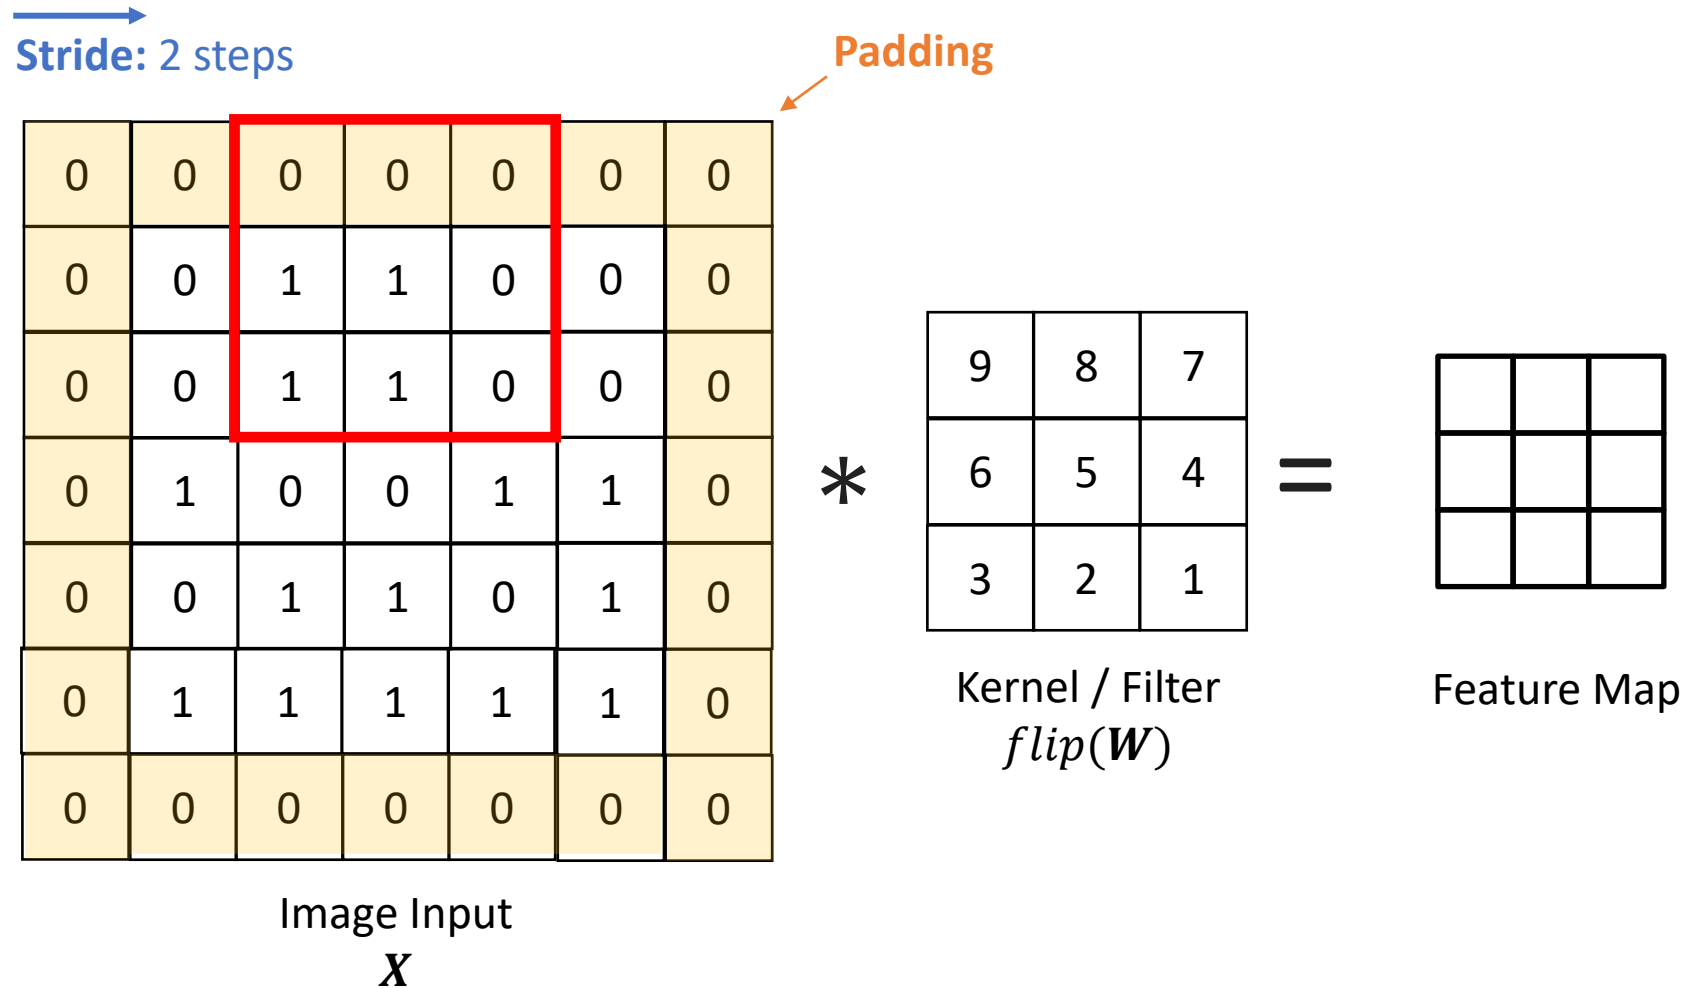 Stride: 2 steps
Padding
0 0 0 0 0 0 0
0 0 1 1 0 0 0
0 0 1 1 0 0 0
0 1 0 0 1 1 0
0 0 1 1 0 1 0
0 1 1 1 1 1 0
0 0 0 0 0 0 0
Image Input
X
*
9 8 7
6 5 4
3 2 1
Kernel / Filter
flip(W)
=
Feature Map